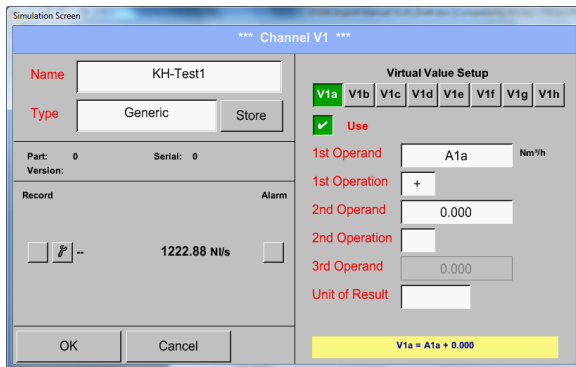 Simulation Screen
*** Channel V1 ***
Name KH-Test1
Type Generic Store
Part: 0 Serial: 0
Version:
Record Alarm
-- 1222.88 Nl/s
OK Cancel
Virtual Value Setup
V1a V1b V1c V1d V1e V1f V1g V1h
Use
1st Operand A1a Nm³/h
1st Operation +
2nd Operand 0.000
2nd Operation
3rd Operand 0.000
Unit of Result
V1a = A1a + 0.000